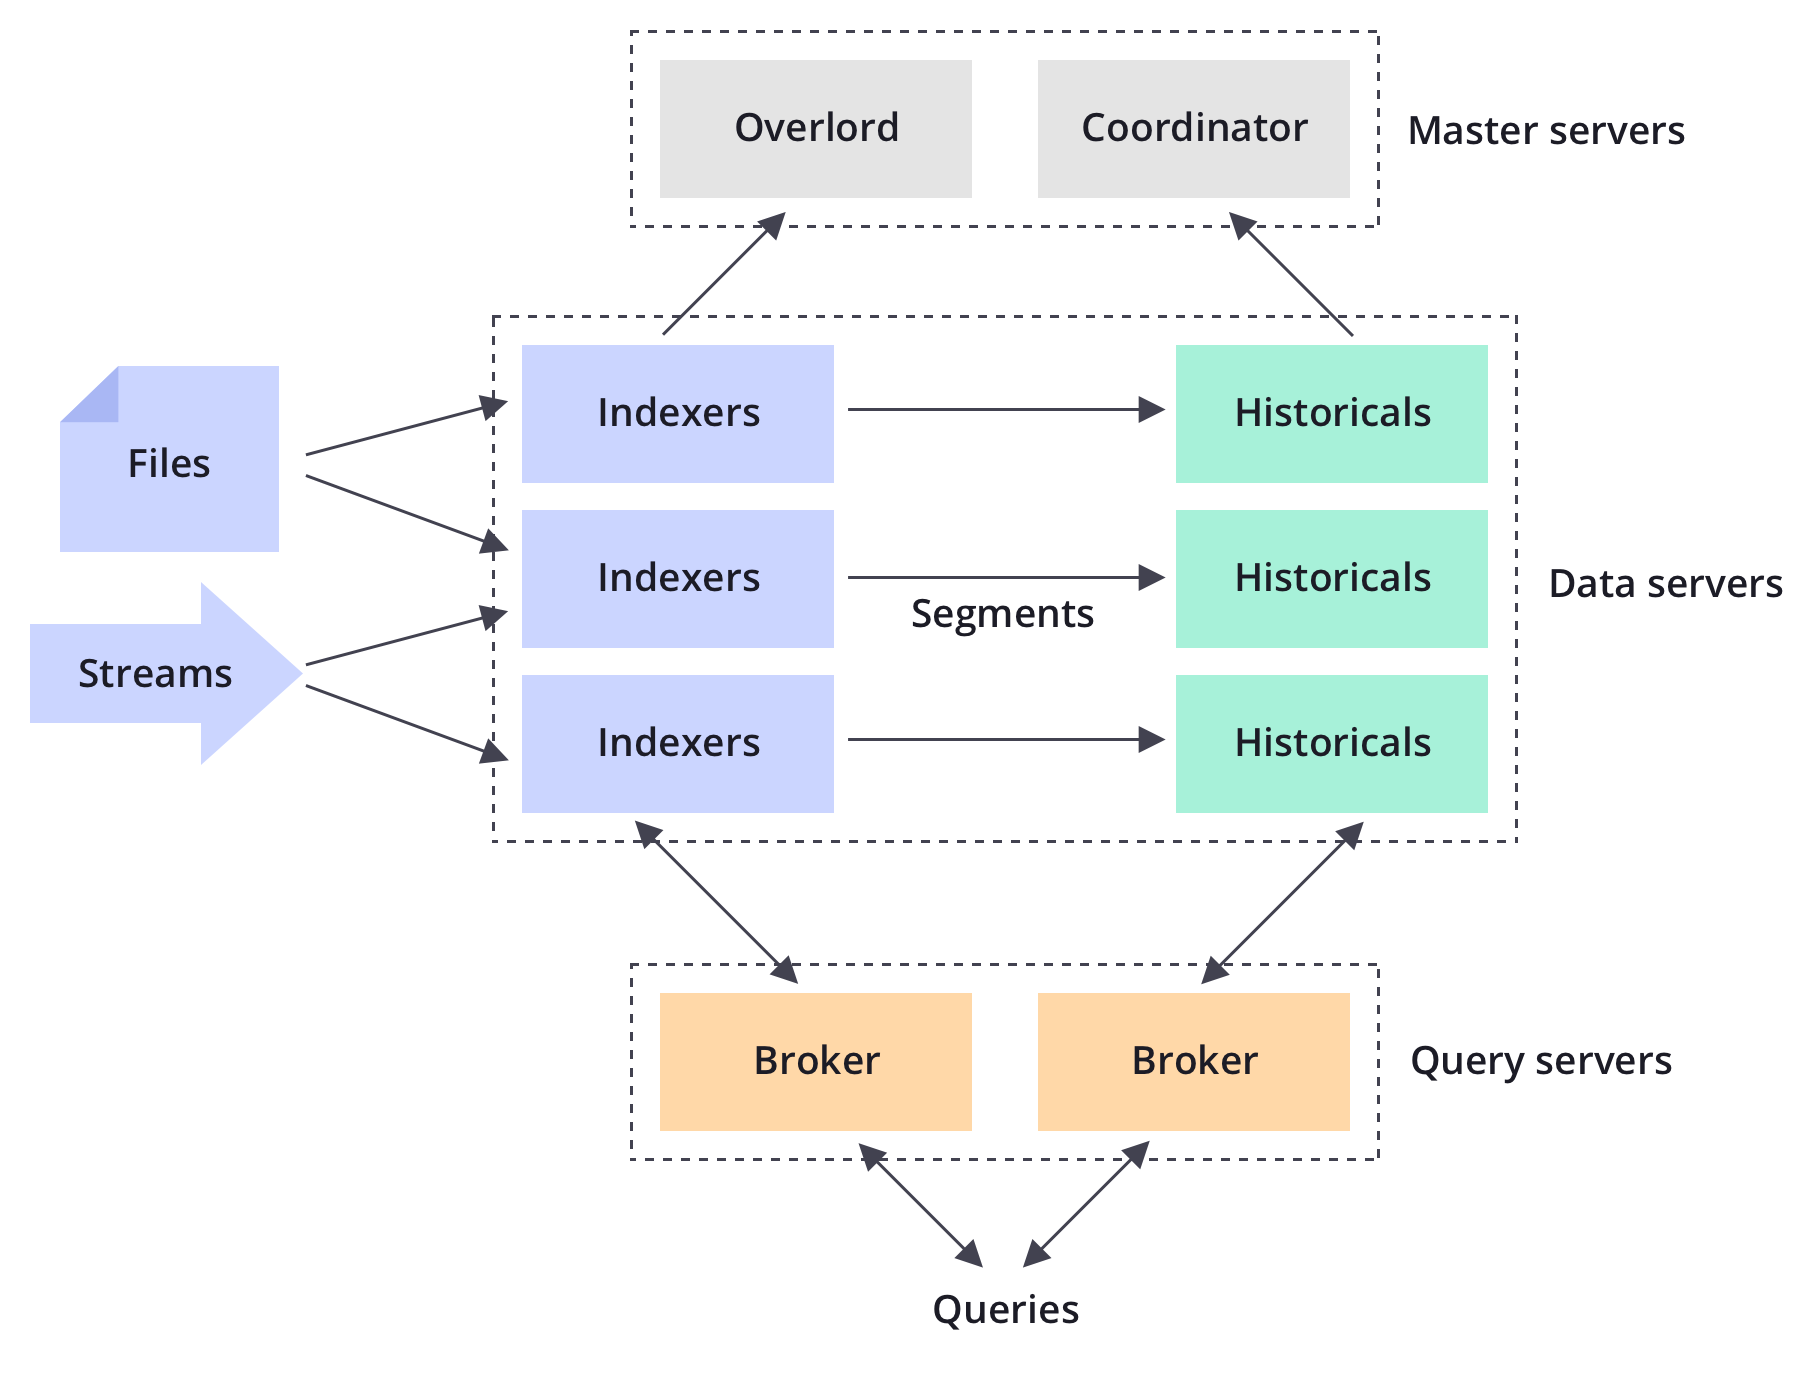 Overlord
Coordinator
Master servers
Files
Streams
Indexers
Historicals
Indexers
Segments
Historicals
Indexers
Historicals
Data servers
Broker
Broker
Query servers
Queries